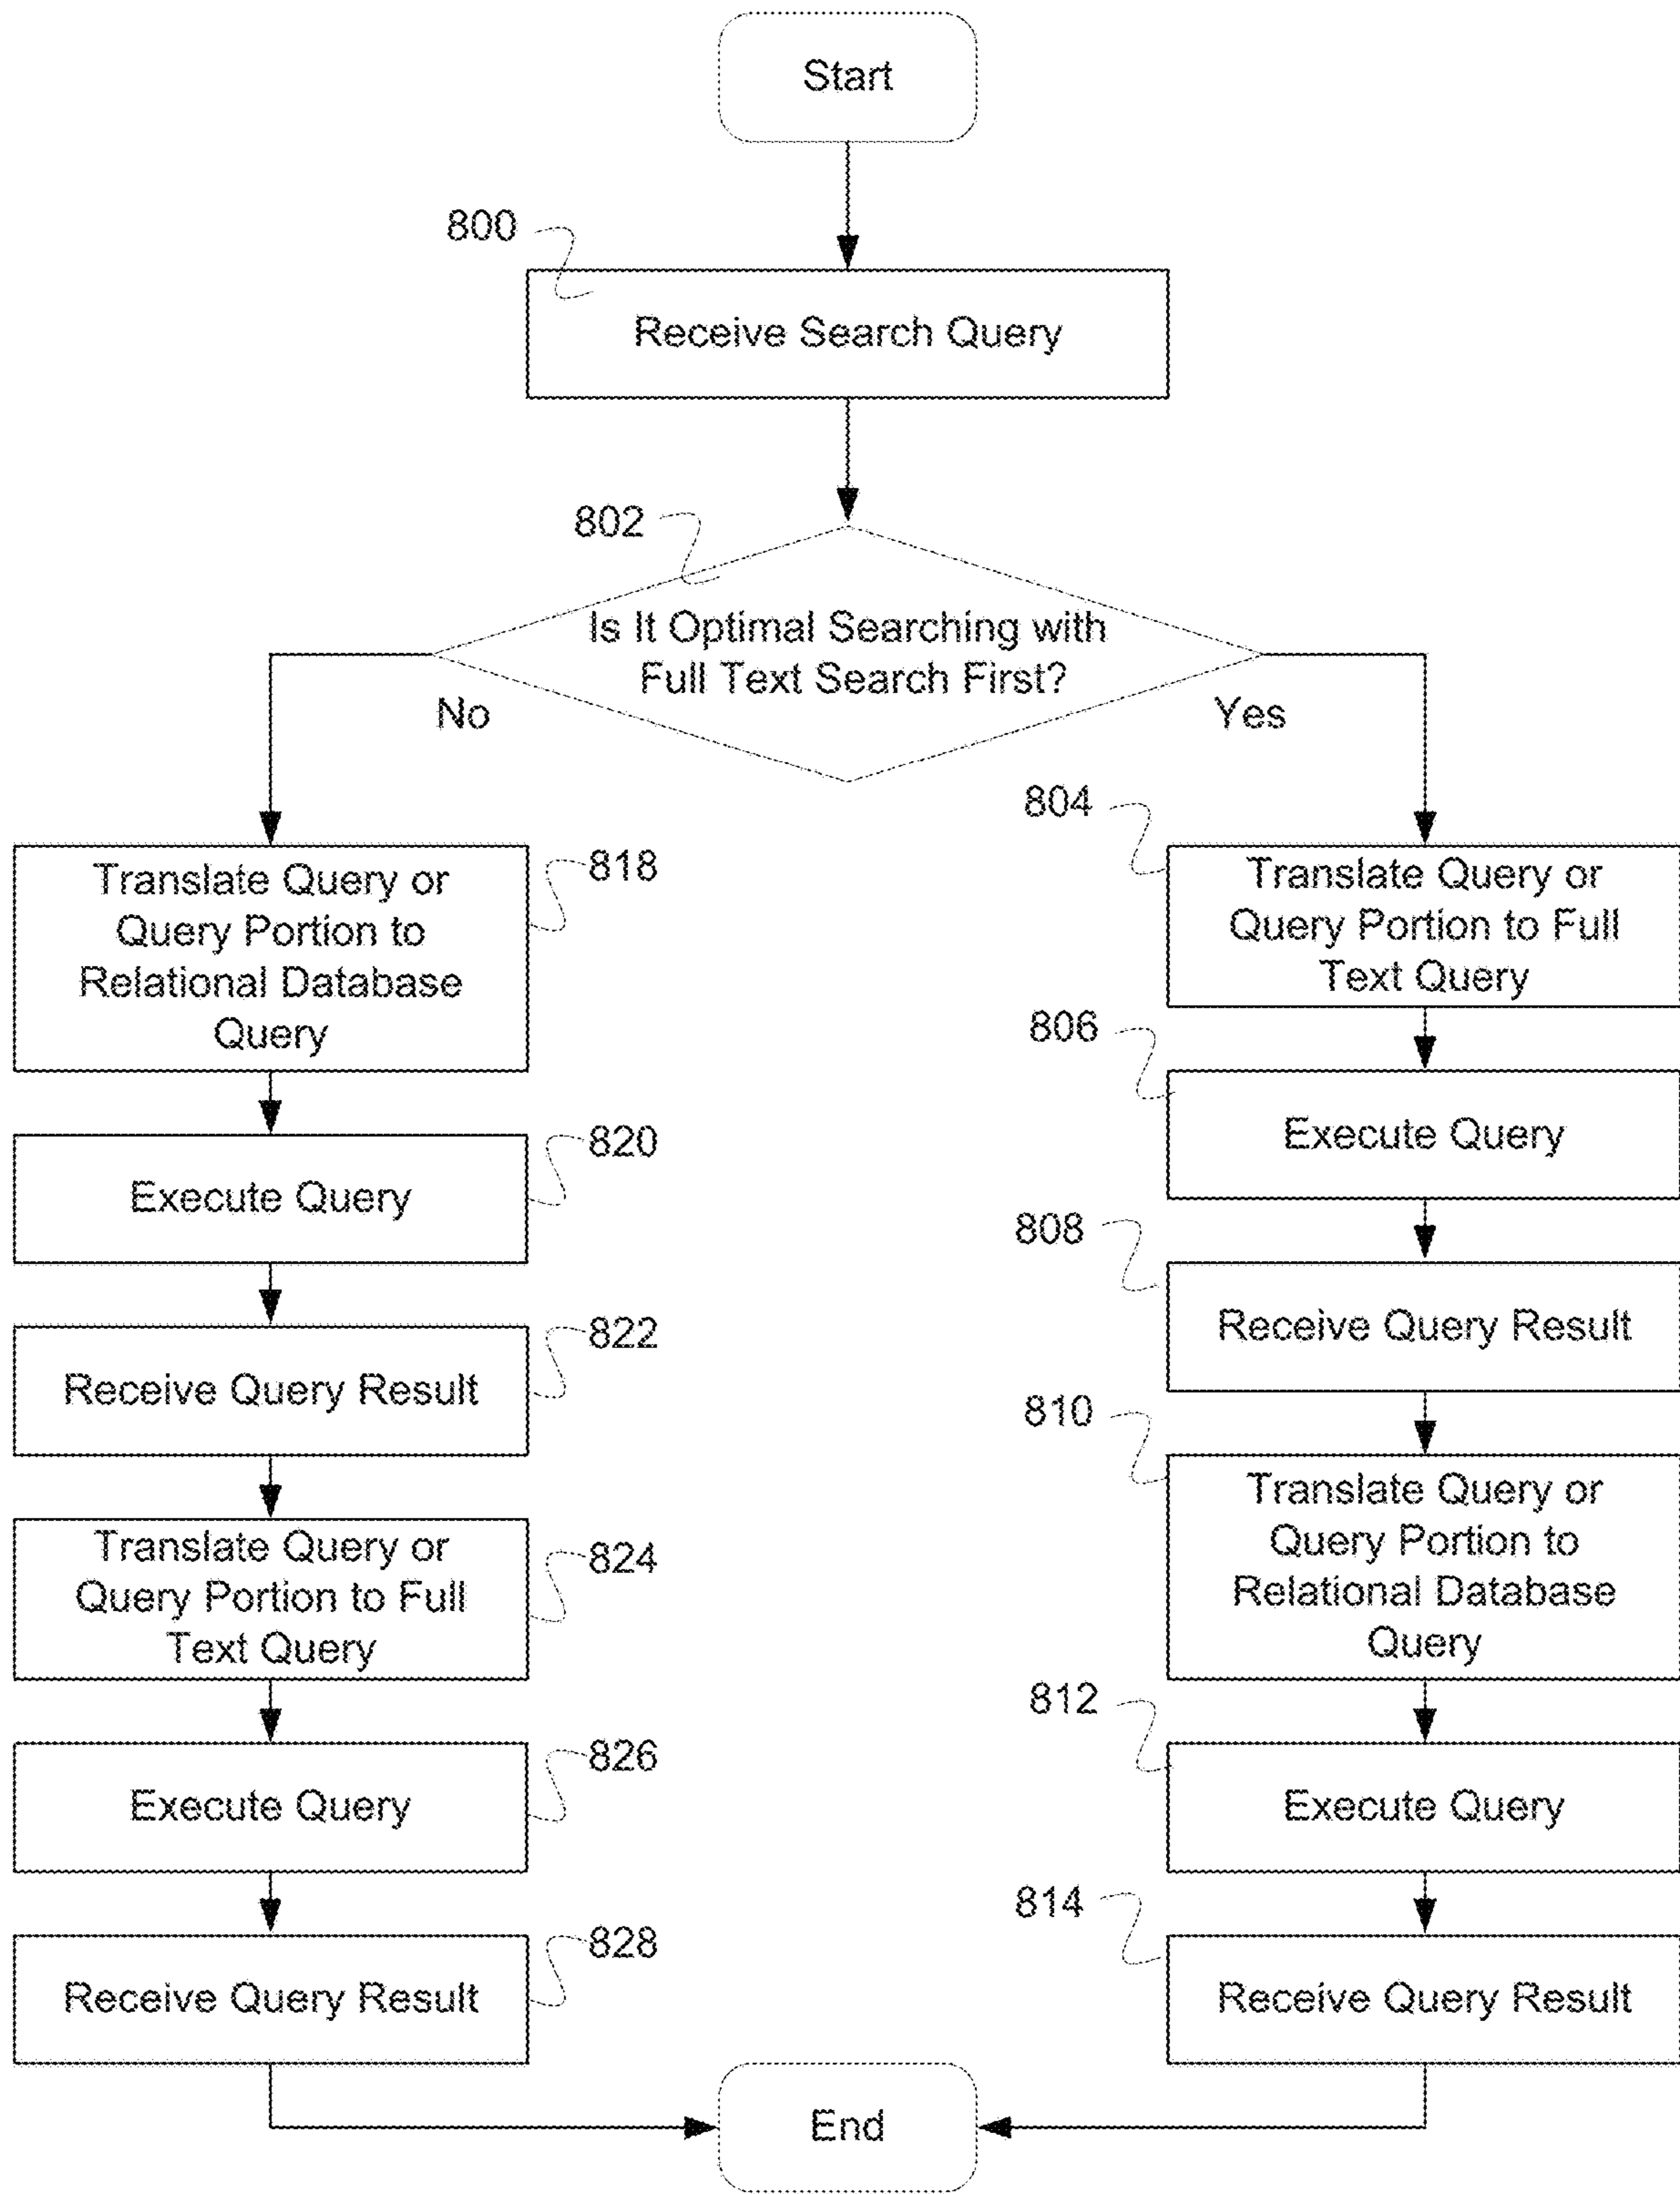 Start
800
Receive Search Query
802
Is It Optimal Searching with
Full Text Search First?
No
Yes
818
Translate Query or
Query Portion to
Relational Database
Query
820
Execute Query
822
Receive Query Result
824
Translate Query or
Query Portion to Full
Text Query
826
Execute Query
828
Receive Query Result
804
Translate Query or
Query Portion to Full
Text Query
806
Execute Query
808
Receive Query Result
810
Translate Query or
Query Portion to
Relational Database
Query
812
Execute Query
814
Receive Query Result
End